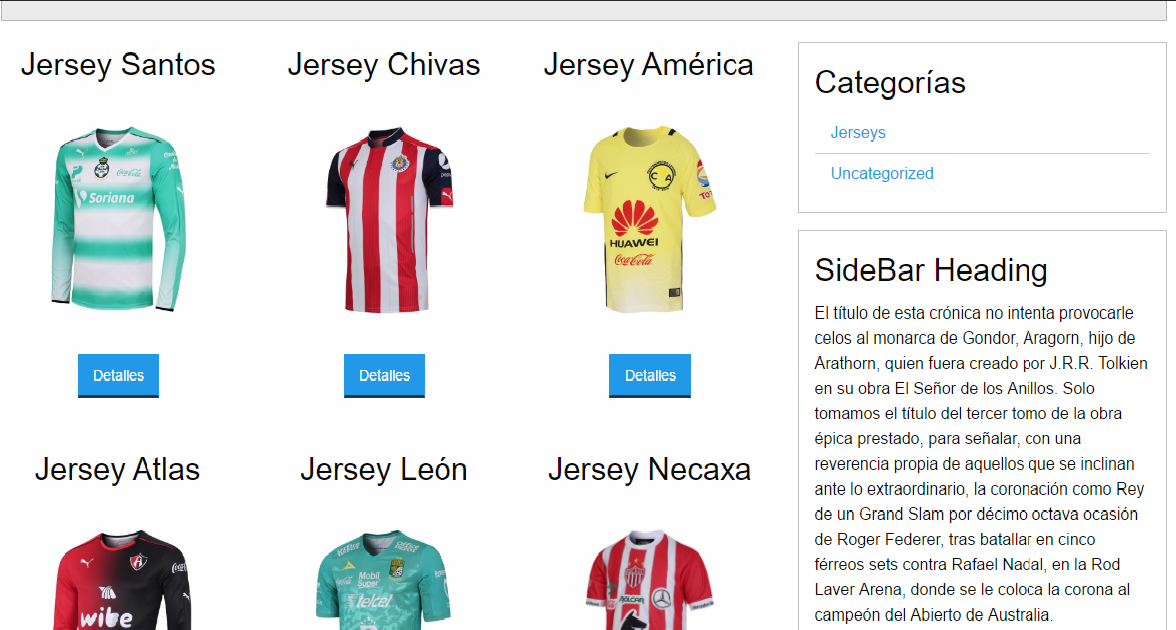 Jersey Santos
Jersey Chivas
Jersey América
Soriana
Coca-Cola
HUAWEI
Coca-Cola
Detalles
Detalles
Detalles
Jersey Atlas
Jersey León
Jersey Necaxa
wibe
Mobil
Super
telcel
Categorías
Jerseys
Uncategorized
SideBar Heading
El título de esta crónica no intenta provocarle
celos al monarca de Gondor, Aragorn, hijo de
Arathorn, quien fuera creado por J.R.R. Tolkien
en su obra El Señor de los Anillos. Solo
tomamos el título del tercer tomo de la obra
épica prestado, para señalar, con una
reverencia propia de aquellos que se inclinan
ante lo extraordinario, la coronación como Rey
de un Grand Slam por décimo octava ocasión
de Roger Federer, tras batallar en cinco
férreos sets contra Rafael Nadal, en la Rod
Laver Arena, donde se le coloca la corona al
campeón del Abierto de Australia.